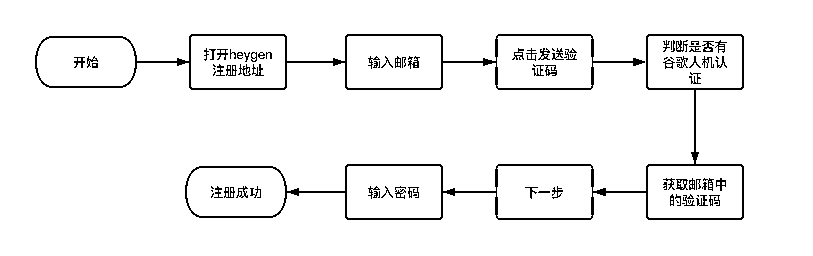 开始
打开heygen
注册地址
输入邮箱
点击发送验
证码
判断是否有
谷歌人机认
证
获取邮箱中
的验证码
下一步
输入密码
注册成功